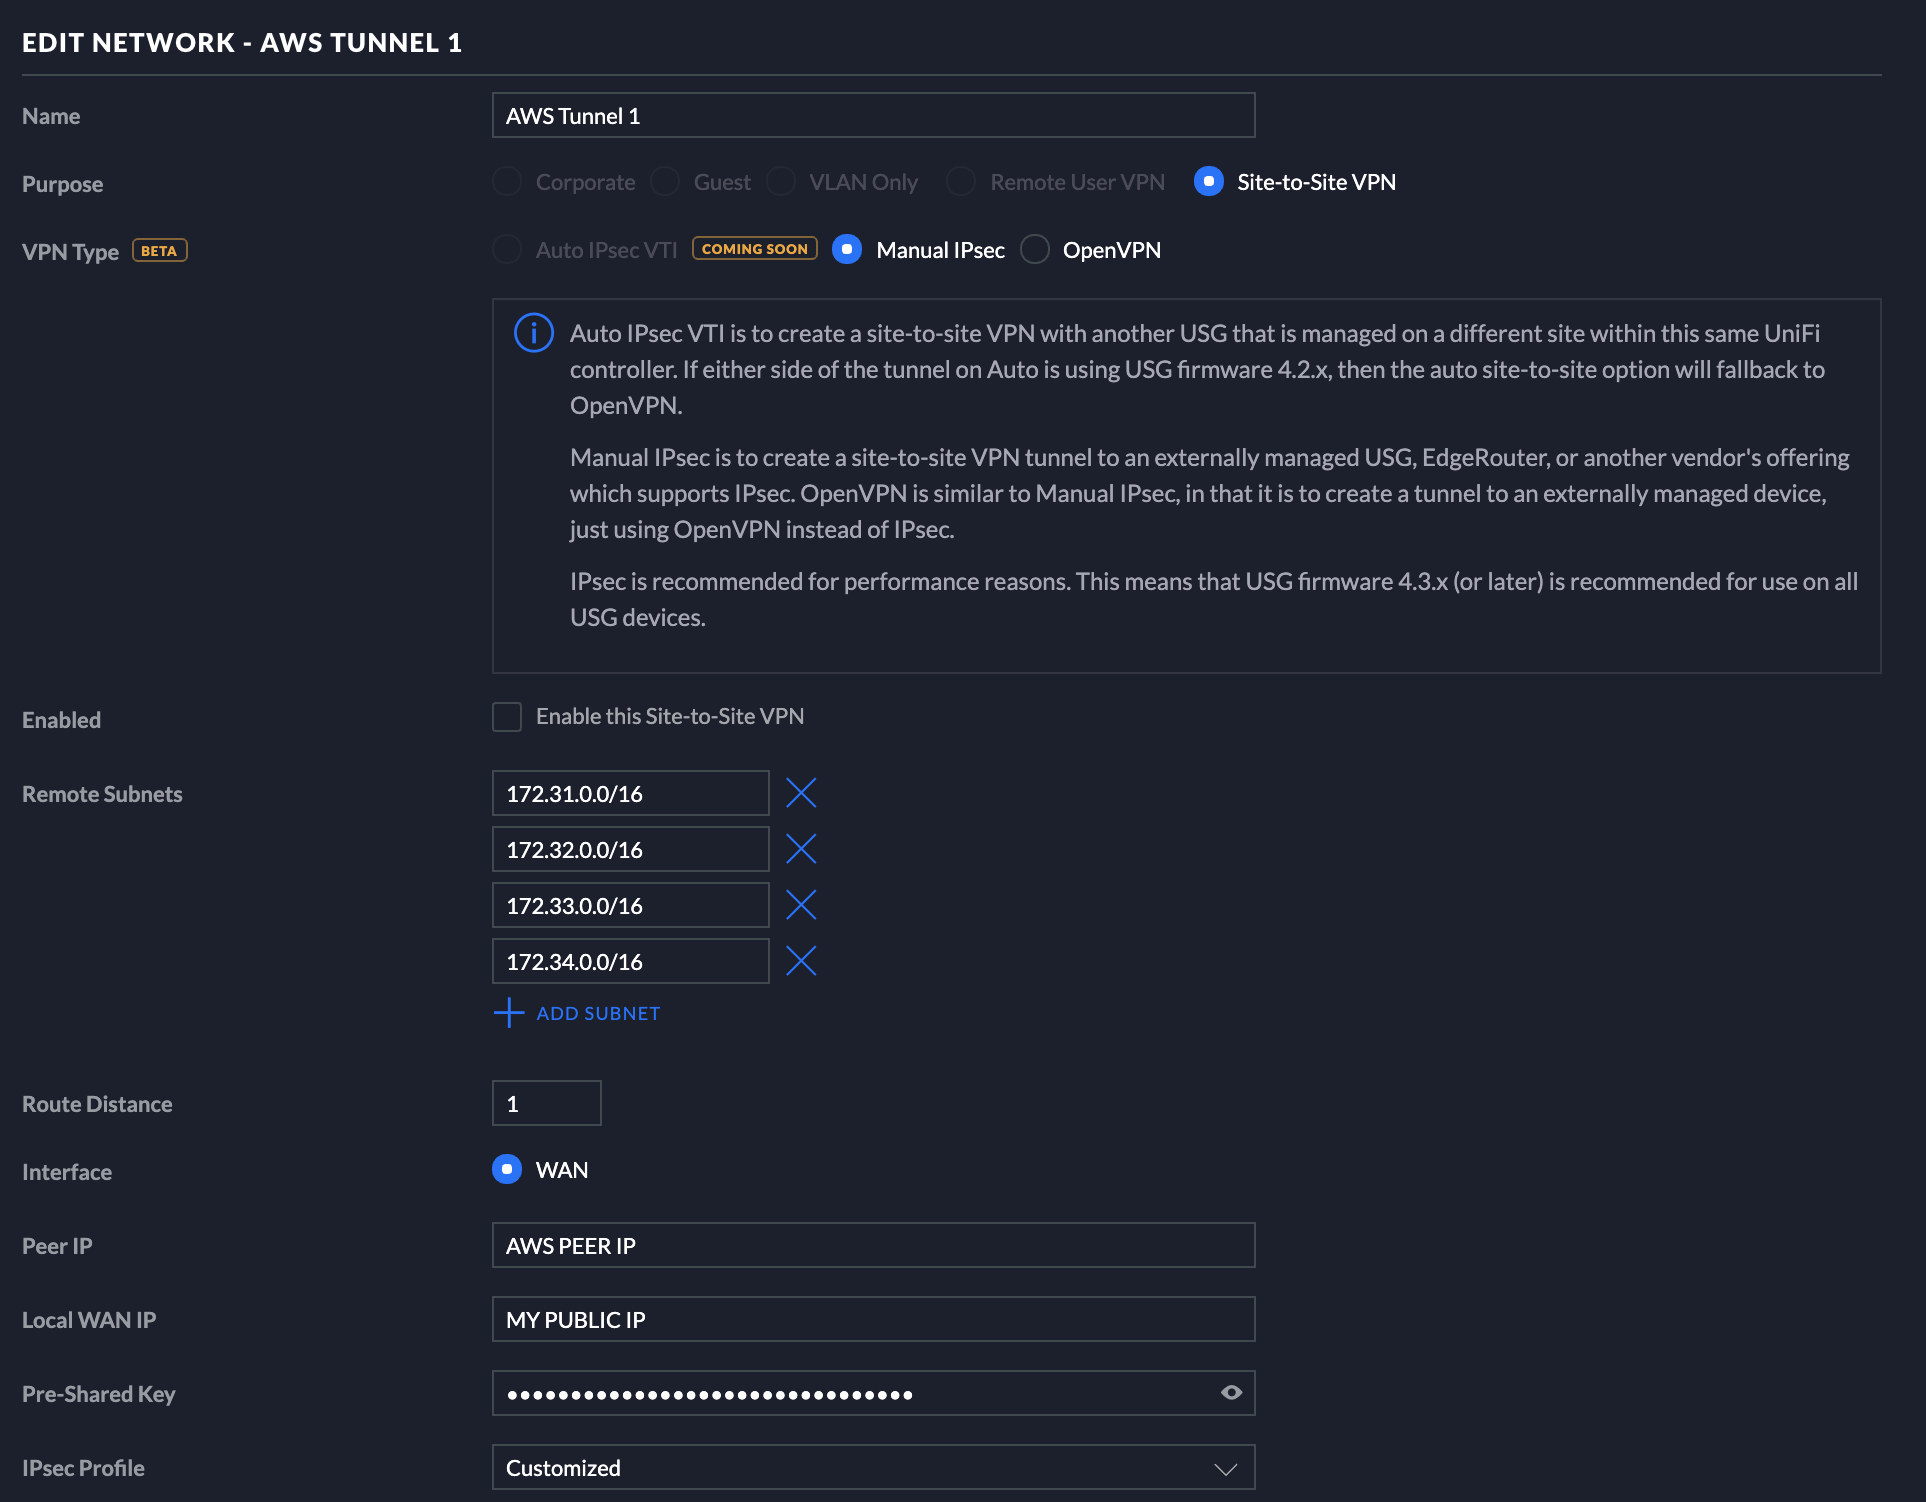 EDIT NETWORK - AWS TUNNEL 1
Name
AWS Tunnel 1
Purpose
Corporate Guest VLAN Only Remote User VPN Site-to-Site VPN
VPN Type BETA
Auto IPsec VTI COMING SOON Manual IPsec OpenVPN
Auto IPsec VTI is to create a site-to-site VPN with another USG that is managed on a different site within this same UniFi
controller. If either side of the tunnel on Auto is using USG firmware 4.2.x, then the auto site-to-site option will fallback to
OpenVPN.
Manual IPsec is to create a site-to-site VPN tunnel to an externally managed USG, EdgeRouter, or another vendor's offering
which supports IPsec. OpenVPN is similar to Manual IPsec, in that it is to create a tunnel to an externally managed device,
just using OpenVPN instead of IPsec.
IPsec is recommended for performance reasons. This means that USG firmware 4.3.x (or later) is recommended for use on all
USG devices.
Enabled
Enable this Site-to-Site VPN
Remote Subnets
172.31.0.0/16
172.32.0.0/16
172.33.0.0/16
172.34.0.0/16
ADD SUBNET
Route Distance
1
Interface
WAN
Peer IP
AWS PEER IP
Local WAN IP
MY PUBLIC IP
Pre-Shared Key
••••••••••••••••••••••••••••••••
IPsec Profile
Customized